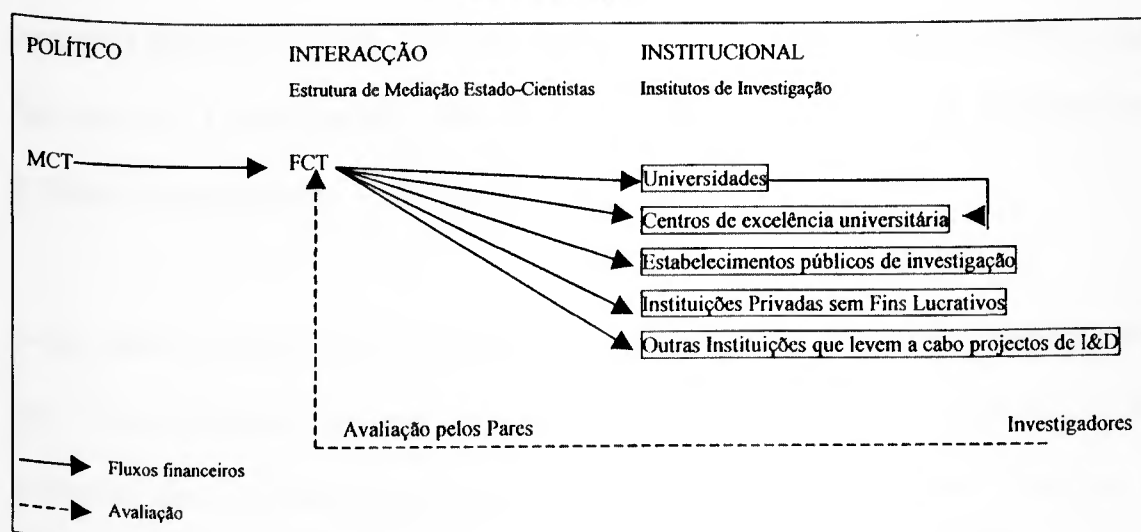 POLÍTICO
INTERACÇÃO
INSTITUCIONAL
Estrutura de Mediação Estado-Cientistas
Institutos de Investigação
MCT
FCT
Universidades
Centros de excelência universitária
Estabelecimentos públicos de investigação
Instituições Privadas sem Fins Lucrativos
Outras Instituições que levem a cabo projectos de I&D
Avaliação pelos Pares
Investigadores
Fluxos financeiros
Avaliação